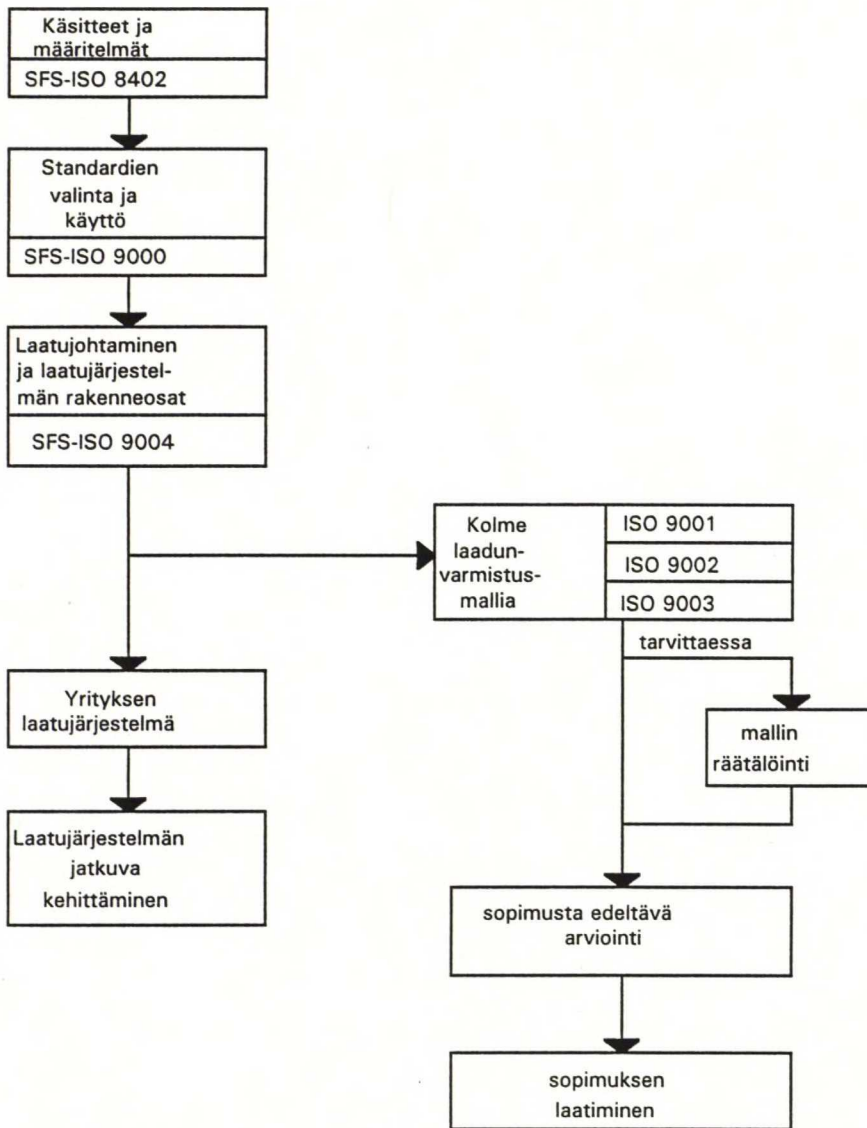 Käsitteet ja
määritelmät
SFS-ISO 8402
Standardien
valinta ja
käyttö
SFS-ISO 9000
Laatujohtaminen
ja laatujärjestel-
män rakenneosat
SFS-ISO 9004
Kolme
laadun-
varmistus-
mallia
ISO 9001
ISO 9002
ISO 9003
tarvittaessa
mallin
räätälöinti
Yrityksen
laatujärjestelmä
Laatujärjestelmän
jatkuva
kehittäminen
sopimusta edeltävä
arviointi
sopimuksen
laatiminen